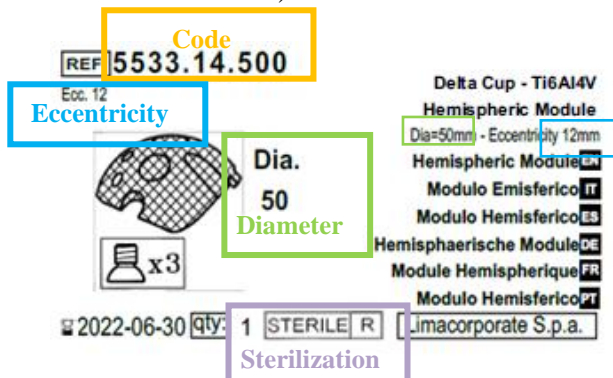 Code
REF 5533.14.500
Ecc. 12
Eccentricity
Dia.
50
Diameter
x3
Delta Cup - Ti6Al4V
Hemispheric Module
Dia=50mm - Eccentricity 12mm
Hemispheric Module EN
Modulo Emisferico IT
Modulo Hemisferico ES
Hemisphaerische Module DE
Module Hemispherique FR
Modulo Hemisferico PT
2022-06-30 qty: 1 STERILE R Limacorporate S.p.a.
Sterilization